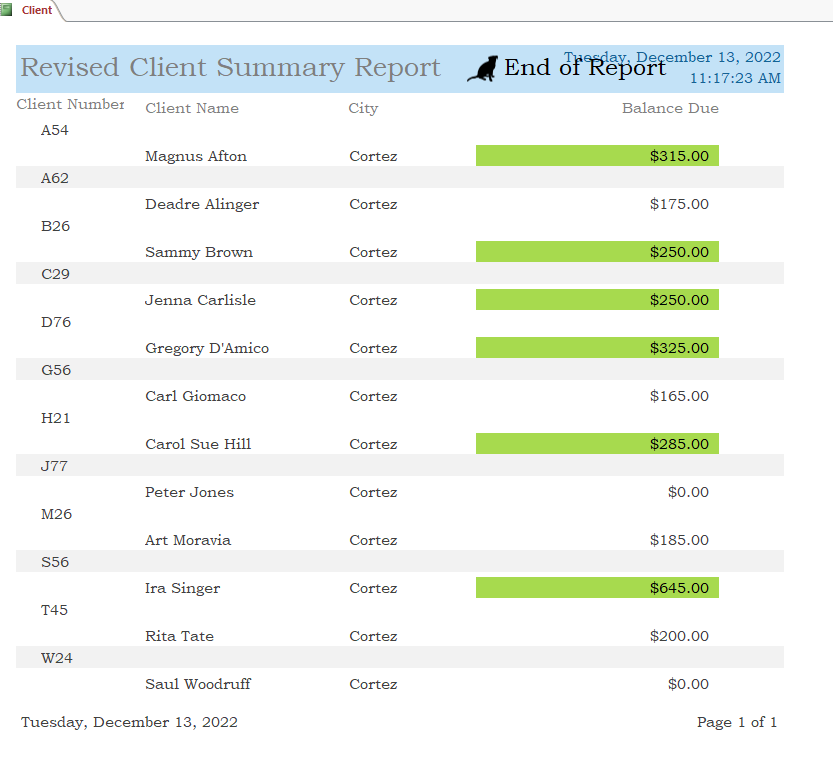 Client
Revised Client Summary Report
End of Report
Tuesday, December 13, 2022
11:17:23 AM
Client Number Client Name City Balance Due
A54
Magnus Afton Cortez $315.00
A62
Deadre Alinger Cortez $175.00
B26
Sammy Brown Cortez $250.00
C29
Jenna Carlisle Cortez $250.00
D76
Gregory D'Amico Cortez $325.00
G56
Carl Giomaco Cortez $165.00
H21
Carol Sue Hill Cortez $285.00
J77
Peter Jones Cortez $0.00
M26
Art Moravia Cortez $185.00
S56
Ira Singer Cortez $645.00
T45
Rita Tate Cortez $200.00
W24
Saul Woodruff Cortez $0.00
Tuesday, December 13, 2022 Page 1 of 1